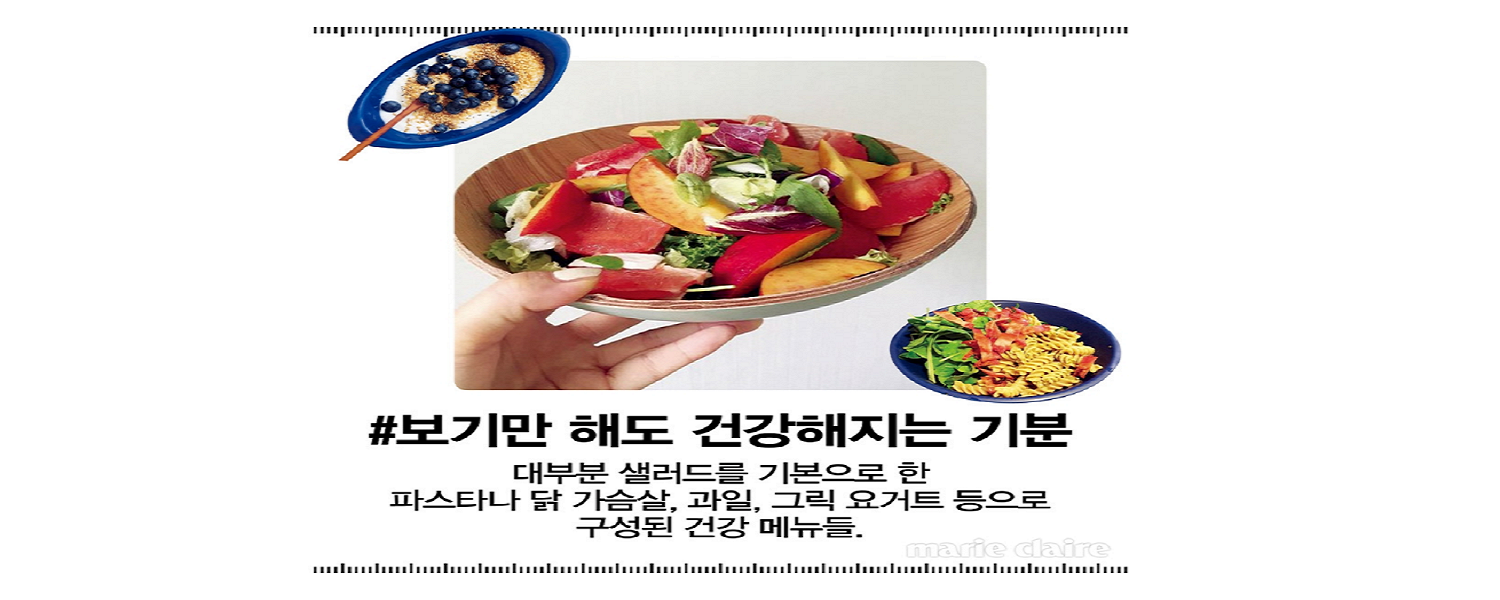 #보기만 해도 건강해지는 기분
대부분 샐러드를 기본으로 한
파스타나 닭 가슴살, 과일, 그릭 요거트 등으로
구성된 건강 메뉴들.
marie claire